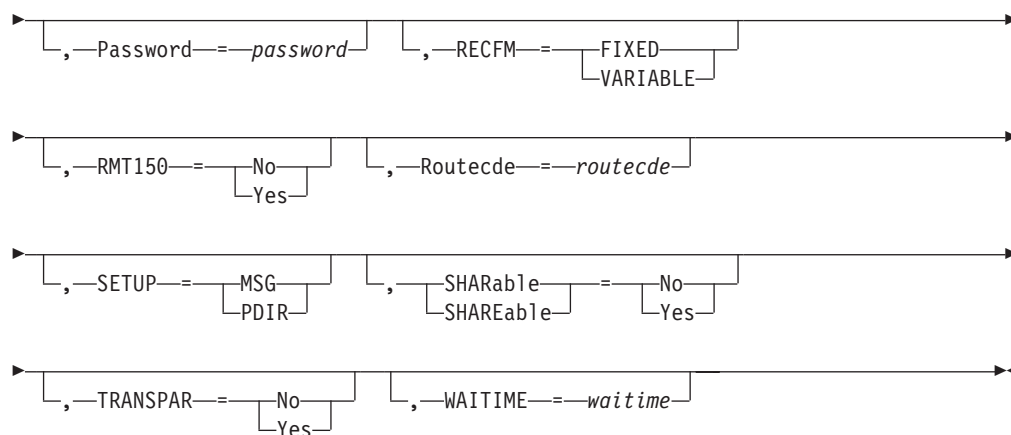 , Password = password , RECFM = FIXED
VARIABLE
, RMT150 = No , Routecde = routecde
Yes
, SETUP = MSG , SHARable = No
PDIR SHAREable Yes
, TRANSPAR = No , WAITIME = waitime
Yes